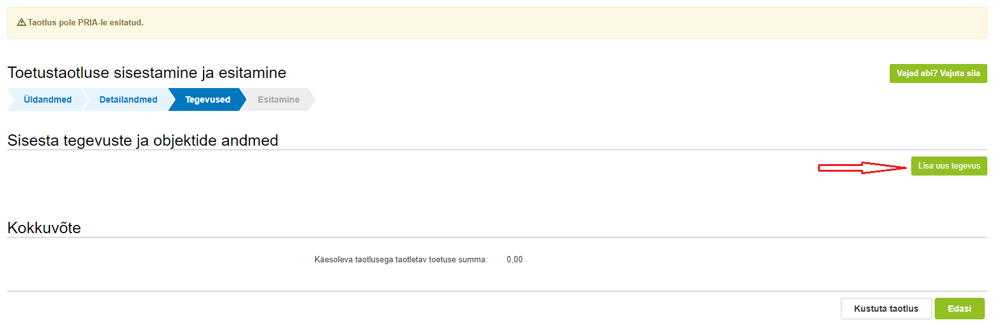 Taotlus pole PRIA-le esitatud.
Toetustaotluse sisestamine ja esitamine
Vajad abi? Vajuta siia
Üldandmed Detailandmed Tegevused Esitamine
Sisesta tegevuste ja objektide andmed
Lisa uus tegevus
Kokkuvõte
Käesoleva taotlusega taotletav toetuse summa: 0,00
Kustuta taotlus Edasi